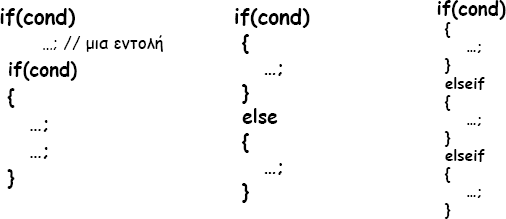 if(cond)
...; // μια εντολή
if(cond)
{
...;
...;
}
if(cond)
{
...;
}
else
{
...;
}
if(cond)
{
...;
}
elseif
{
...;
}
elseif
{
...;
}